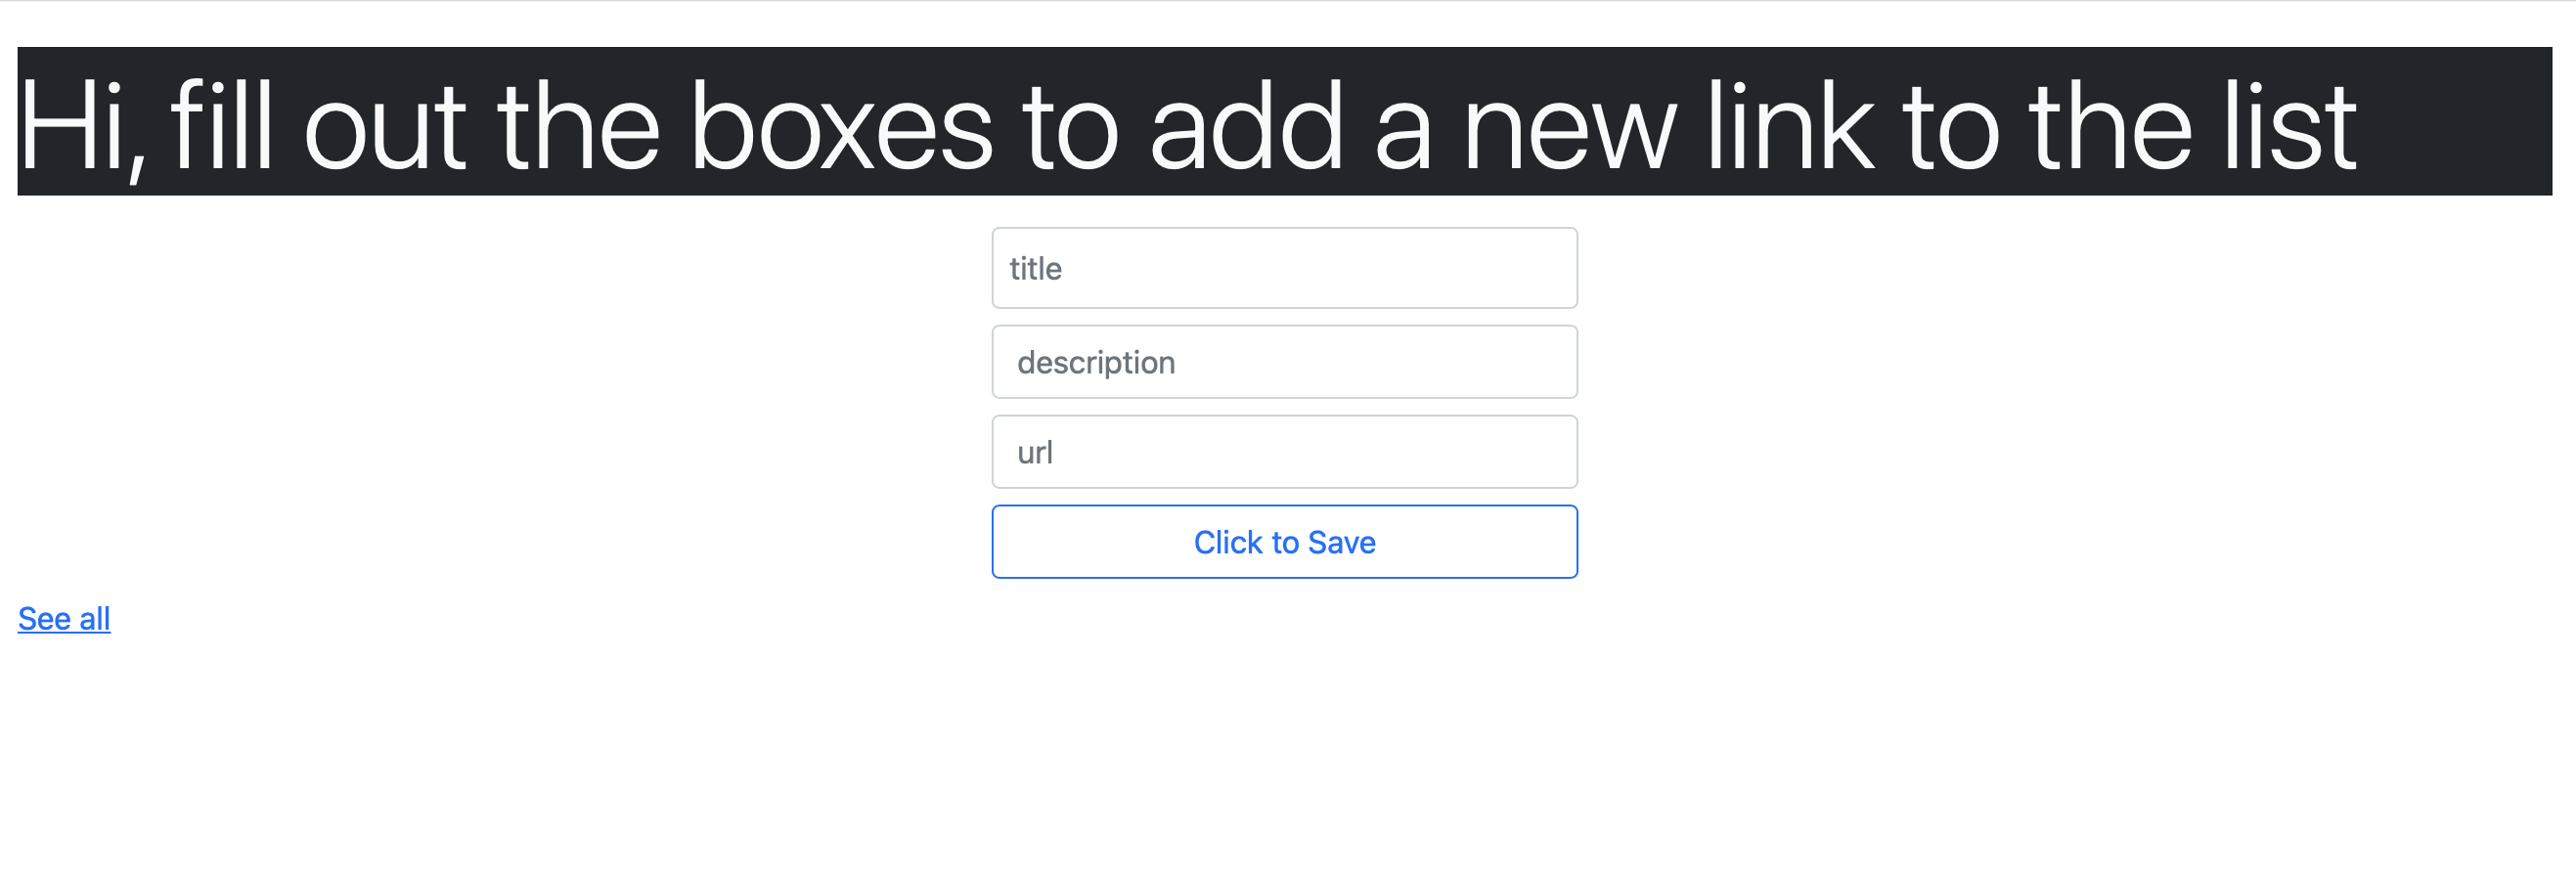 Hi, fill out the boxes to add a new link to the list
title
description
url
Click to Save
See all